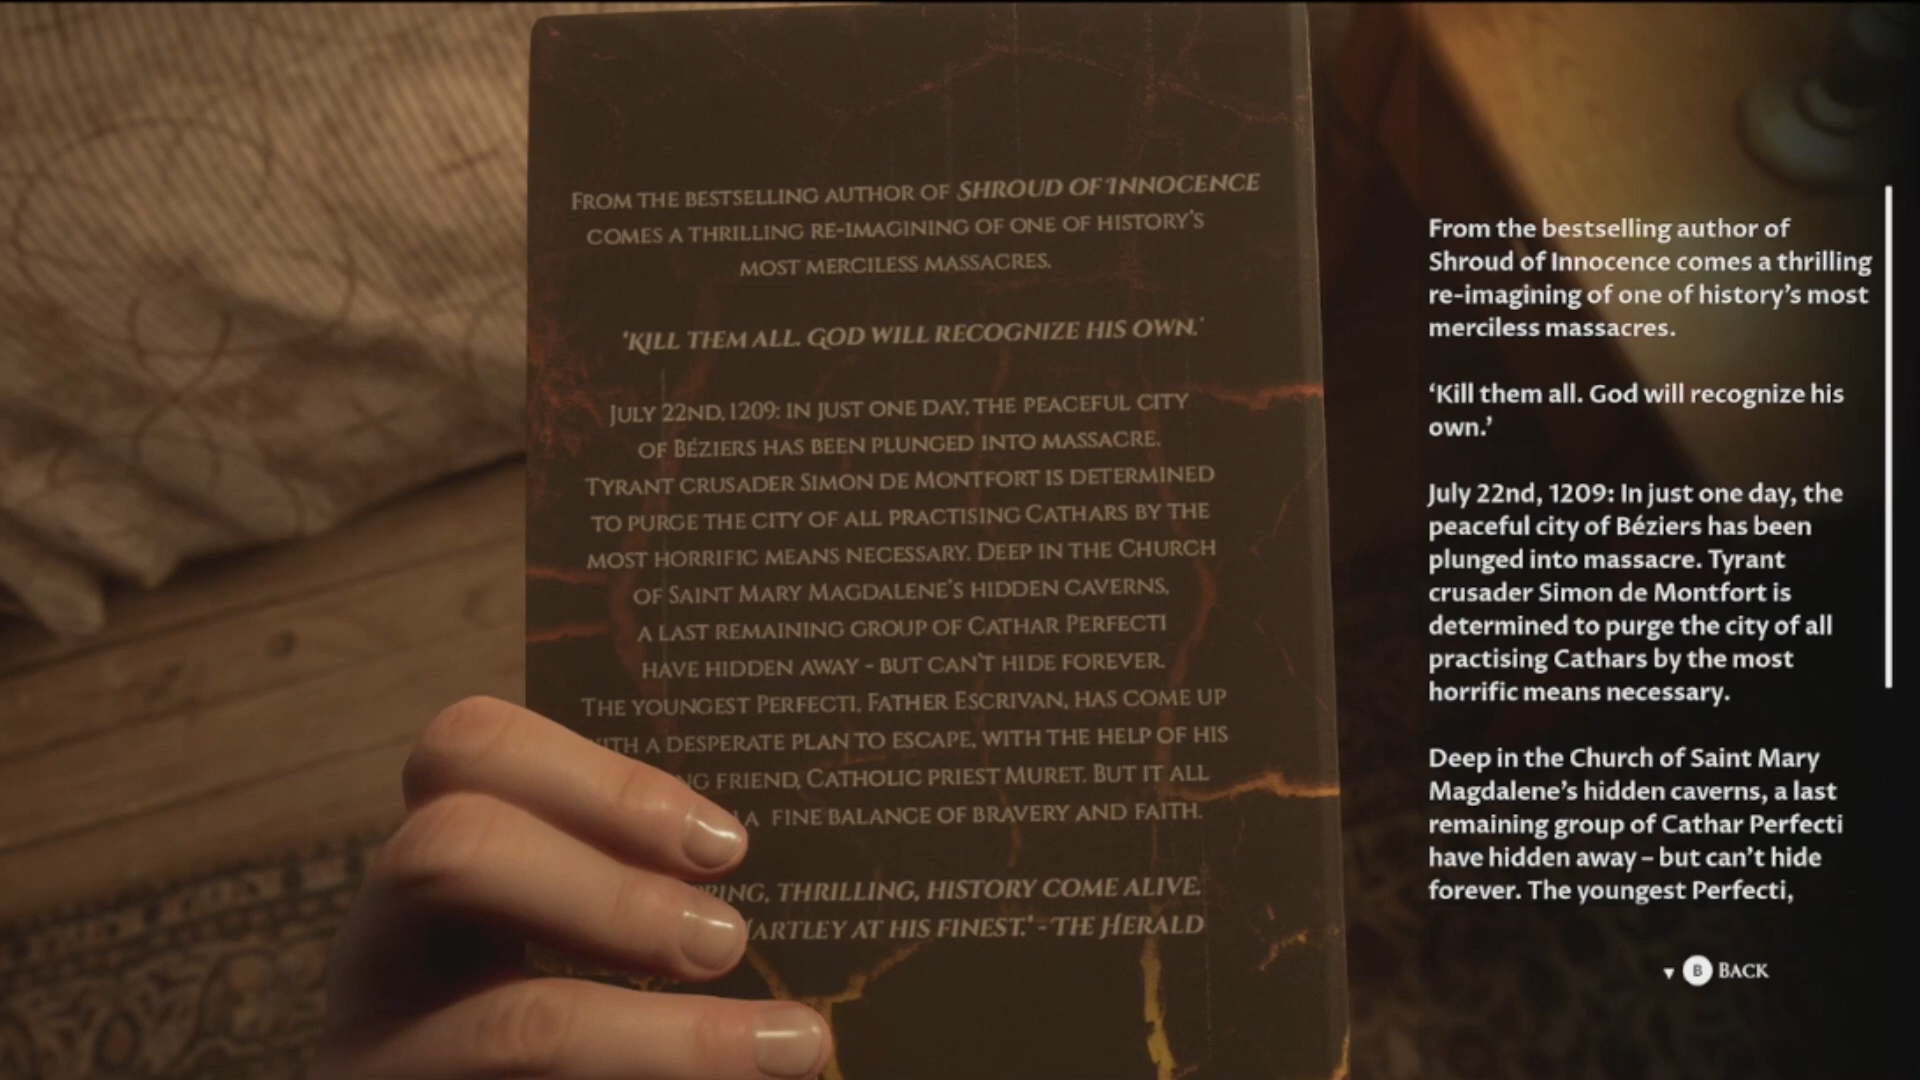 FROM THE BESTSELLING AUTHOR OF SHROUD OF INNOCENCE
COMES A THRILLING RE-IMAGINING OF ONE OF HISTORY'S
MOST MERCILESS MASSACRES.
'KILL THEM ALL. GOD WILL RECOGNIZE HIS OWN.'
JULY 22ND, 1209: IN JUST ONE DAY, THE PEACEFUL CITY
OF BÉZIERS HAS BEEN PLUNGED INTO MASSACRE.
TYRANT CRUSADER SIMON DE MONTFORT IS DETERMINED
TO PURGE THE CITY OF ALL PRACTISING CATHARS BY THE
MOST HORRIFIC MEANS NECESSARY. DEEP IN THE CHURCH
OF SAINT MARY MAGDALENE'S HIDDEN CAVERNS,
A LAST REMAINING GROUP OF CATHAR PERFECTI
HAVE HIDDEN AWAY - BUT CAN'T HIDE FOREVER.
THE YOUNGEST PERFECTI, FATHER ESCRIVAN, HAS COME UP
WITH A DESPERATE PLAN TO ESCAPE, WITH THE HELP OF HIS
FRIEND, CATHOLIC PRIEST MURET. BUT IT ALL
A FINE BALANCE OF BRAVERY AND FAITH.
THRILLING, HISTORY COME ALIVE.
HARTLEY AT HIS FINEST.' - THE HERALD
From the bestselling author of
Shroud of Innocence comes a thrilling
re-imagining of one of history's most
merciless massacres.
‘Kill them all. God will recognize his
own.’
July 22nd, 1209: In just one day, the
peaceful city of Béziers has been
plunged into massacre. Tyrant
crusader Simon de Montfort is
determined to purge the city of all
practising Cathars by the most
horrific means necessary.
Deep in the Church of Saint Mary
Magdalene's hidden caverns, a last
remaining group of Cathar Perfecti
have hidden away – but can't hide
forever. The youngest Perfecti,
B BACK